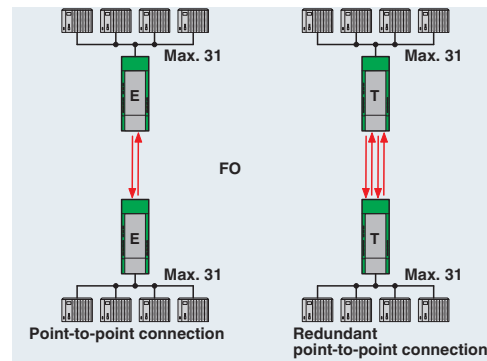 Max. 31
Max. 31
E
T
FO
E
T
Max. 31
Max. 31
Point-to-point connection
Redundant
point-to-point connection